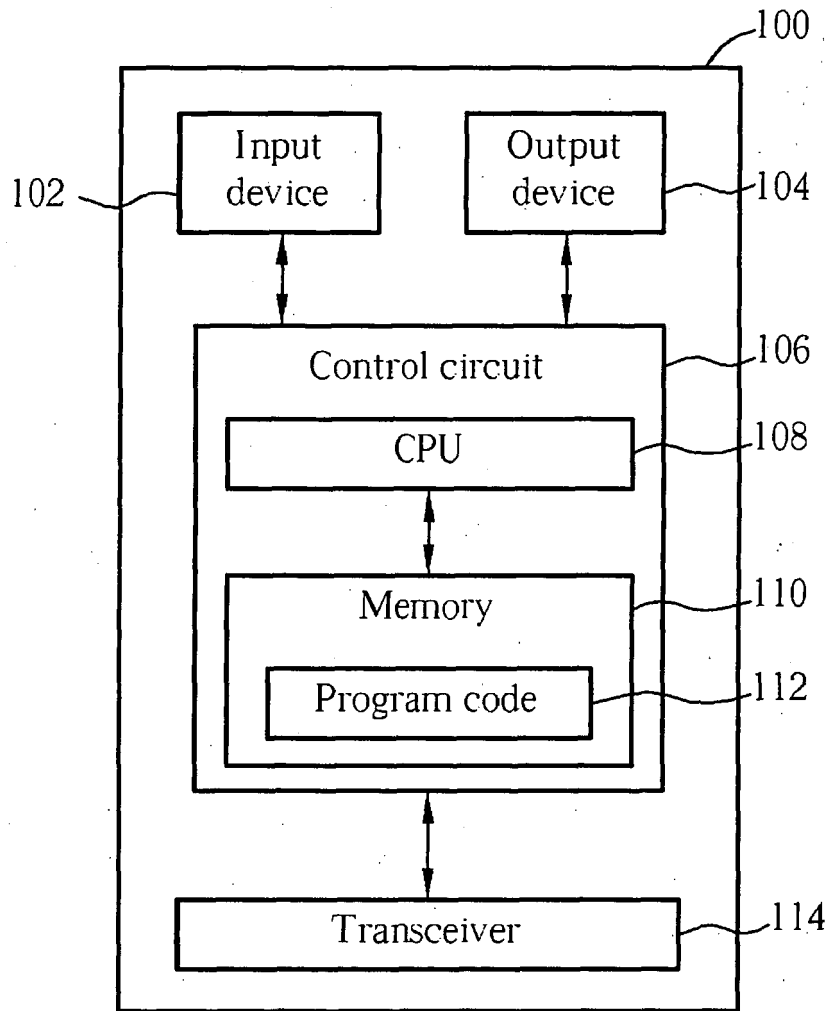 100
Input
device
102
Output
device
104
Control circuit
106
CPU
108
Memory
110
Program code
112
Transceiver
114